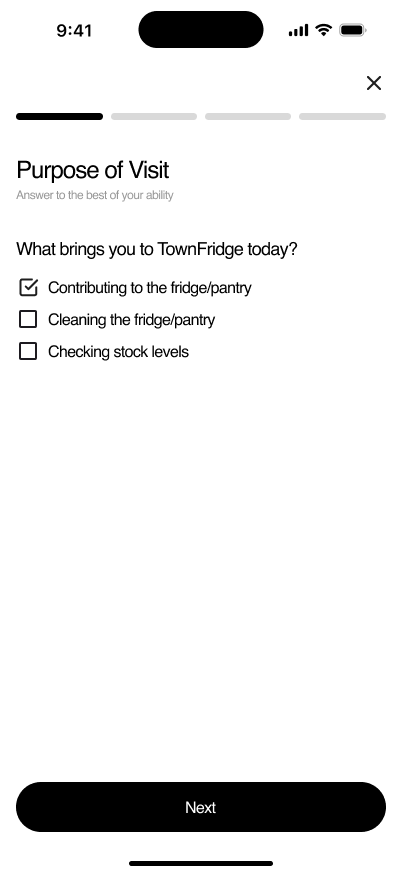 9:41
Purpose of Visit
Answer to the best of your ability
What brings you to TownFridge today?
Contributing to the fridge/pantry
Cleaning the fridge/pantry
Checking stock levels
Next